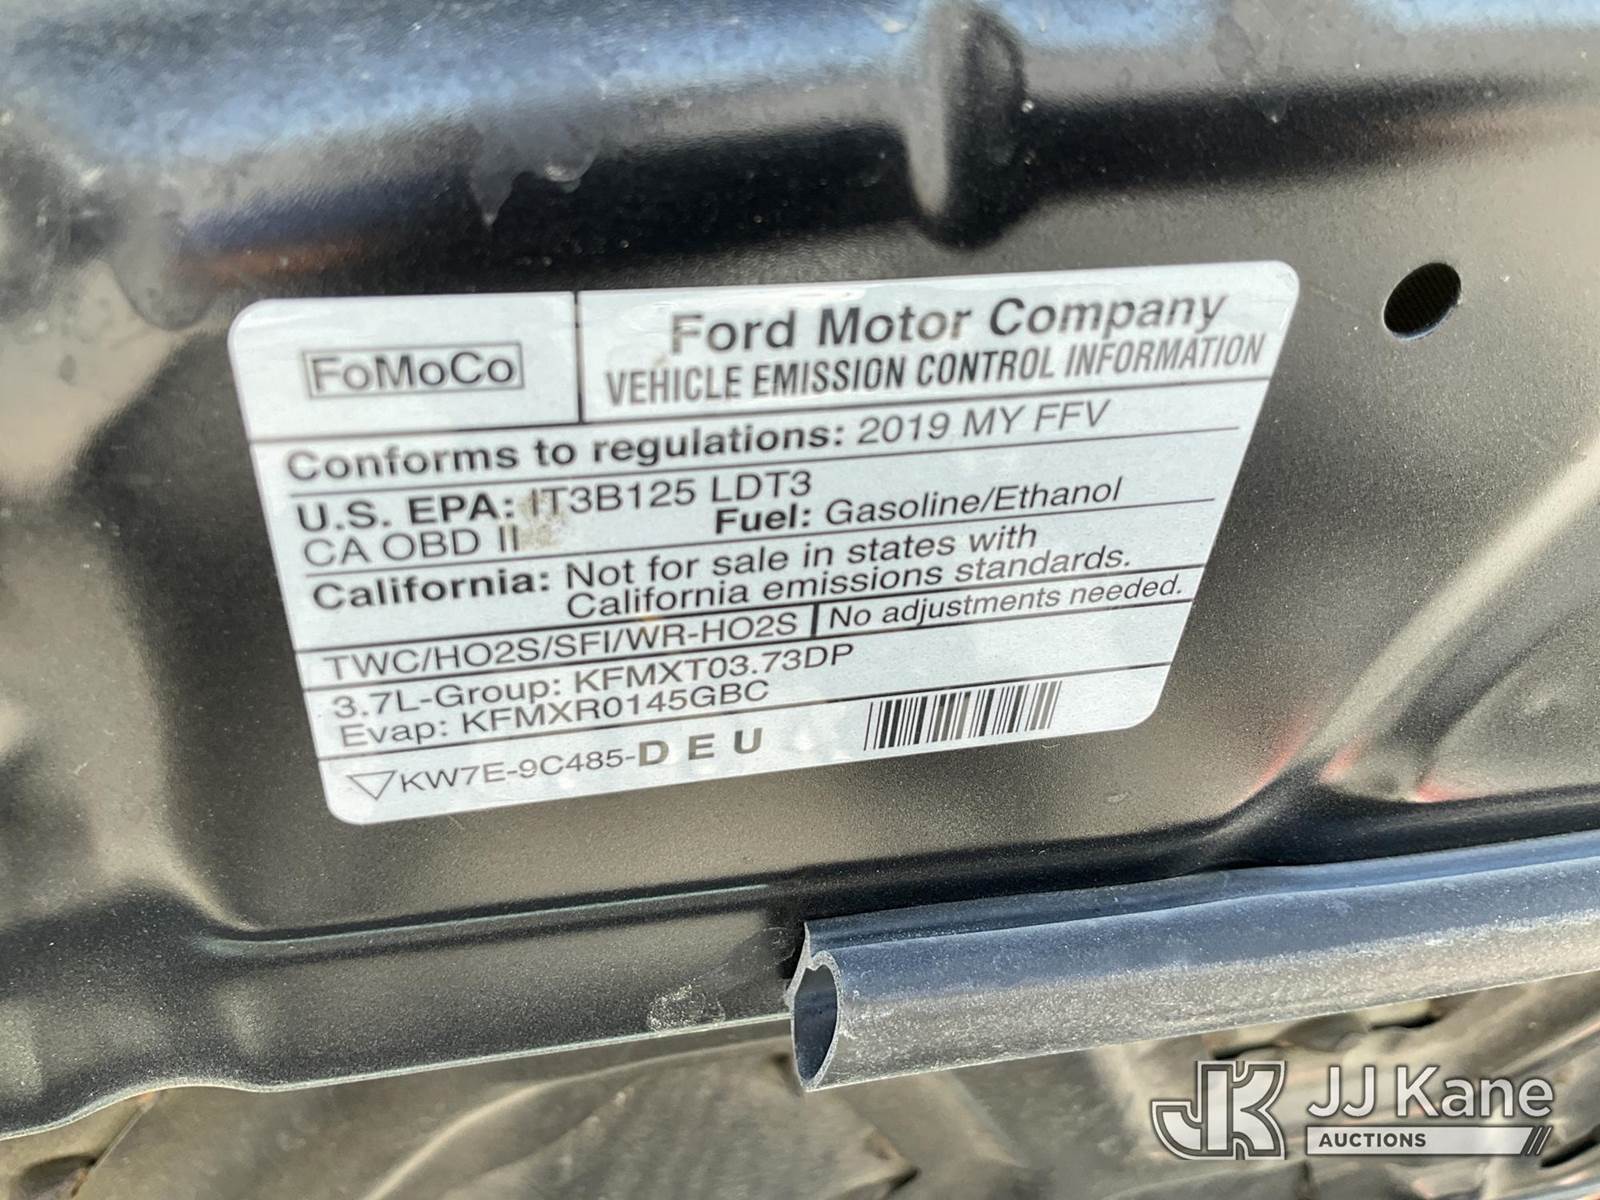 FoMoCo
Ford Motor Company
VEHICLE EMISSION CONTROL INFORMATION
Conforms to regulations: 2019 MY FFV
U.S. EPA: IT3B125 LDT3
CA OBD II Fuel: Gasoline/Ethanol
California: Not for sale in states with
California emissions standards.
TWC/HO2S/SFI/WR-HO2S No adjustments needed.
3.7L-Group: KFMXT03.73DP
Evap: KFMXR0145GBC
KW7E-9C485-DEU
JK JJ Kane
AUCTIONS